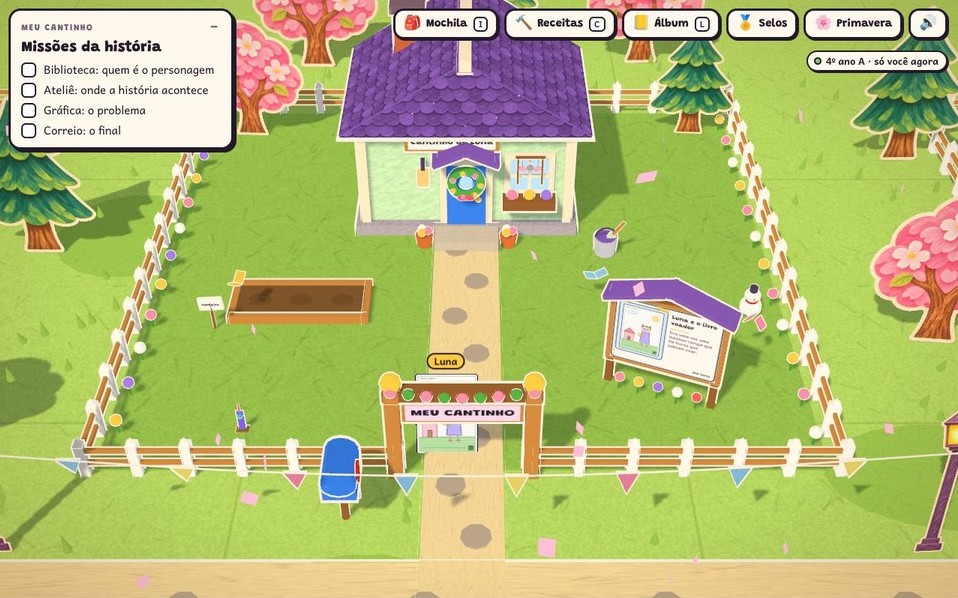 MEU CANTINHO
Missões da história
Biblioteca: quem é o personagem
Ateliê: onde a história acontece
Gráfica: o problema
Correio: o final
Mochila I
Receitas C
Álbum L
Selos
Primavera
4º ano A · só você agora
Luna e o livro
voador
Luna
MEU CANTINHO